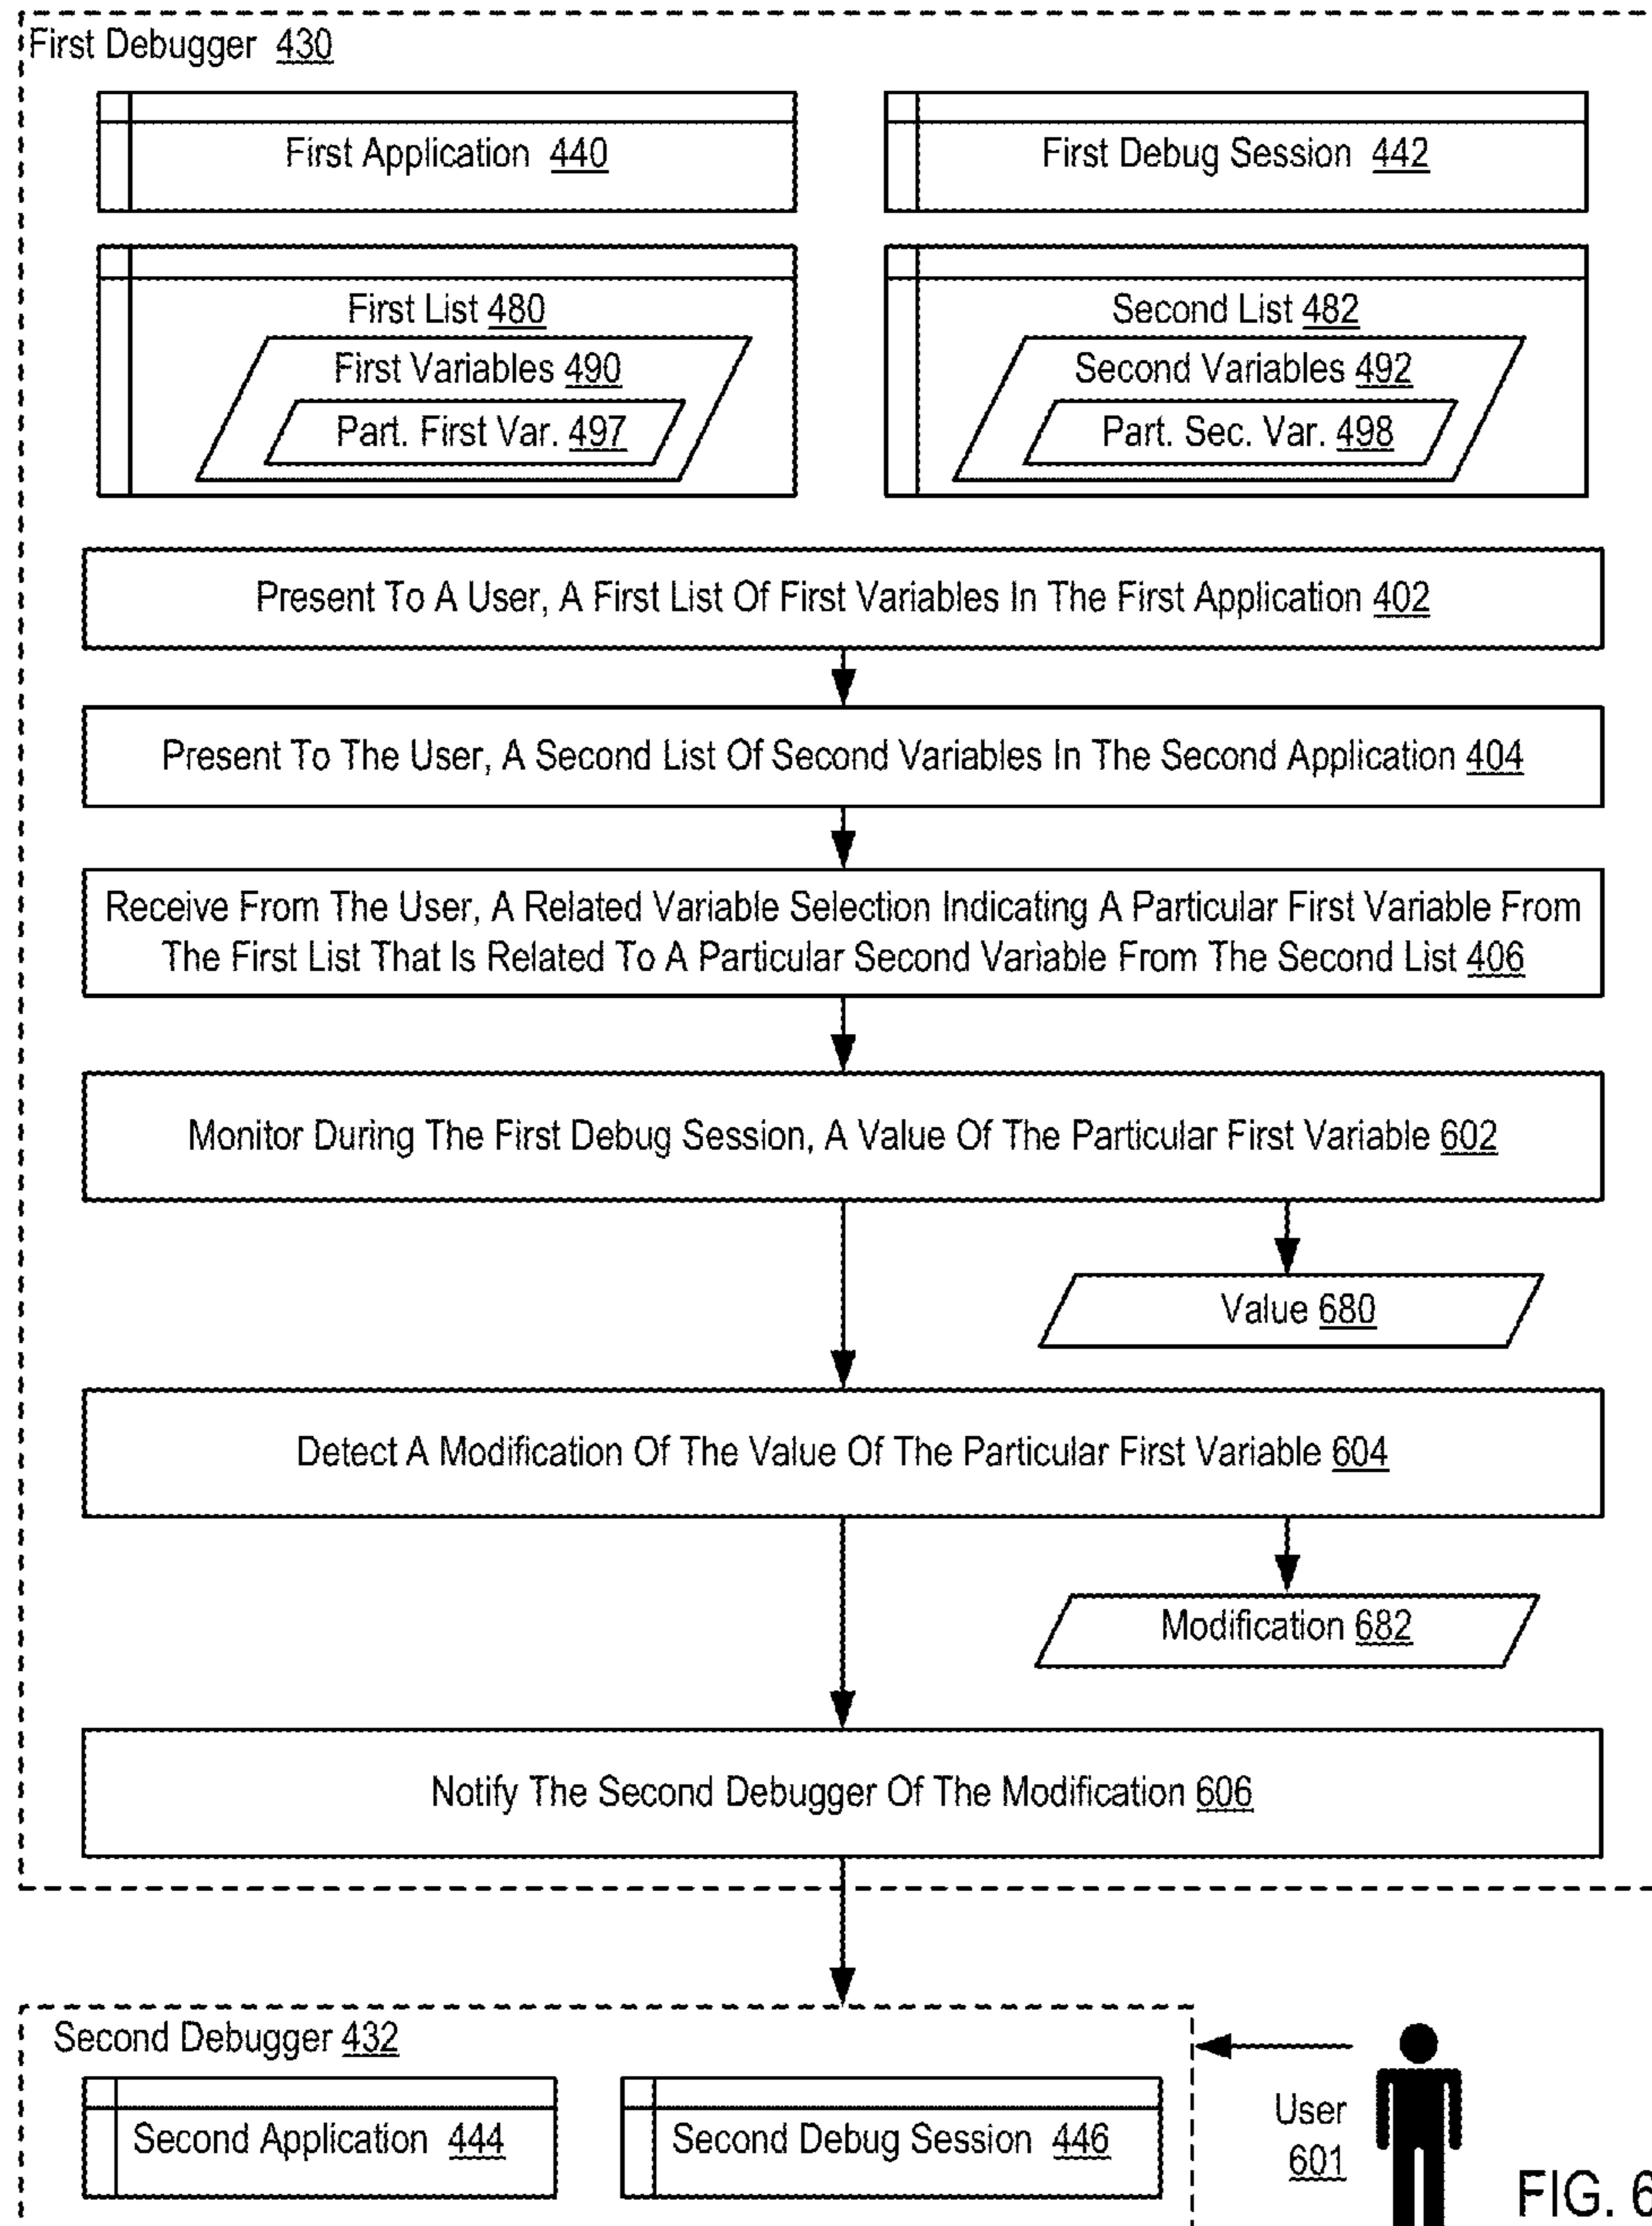 First Debugger 430
First Application 440
First Debug Session 442
First List 480
First Variables 490
Part. First Var. 497
Second List 482
Second Variables 492
Part. Sec. Var. 498
Present To A User, A First List Of First Variables In The First Application 402
Present To The User, A Second List Of Second Variables In The Second Application 404
Receive From The User, A Related Variable Selection Indicating A Particular First Variable From
The First List That Is Related To A Particular Second Variable From The Second List 406
Monitor During The First Debug Session, A Value Of The Particular First Variable 602
Value 680
Detect A Modification Of The Value Of The Particular First Variable 604
Modification 682
Notify The Second Debugger Of The Modification 606
Second Debugger 432
Second Application 444
Second Debug Session 446
User
601
FIG. 6